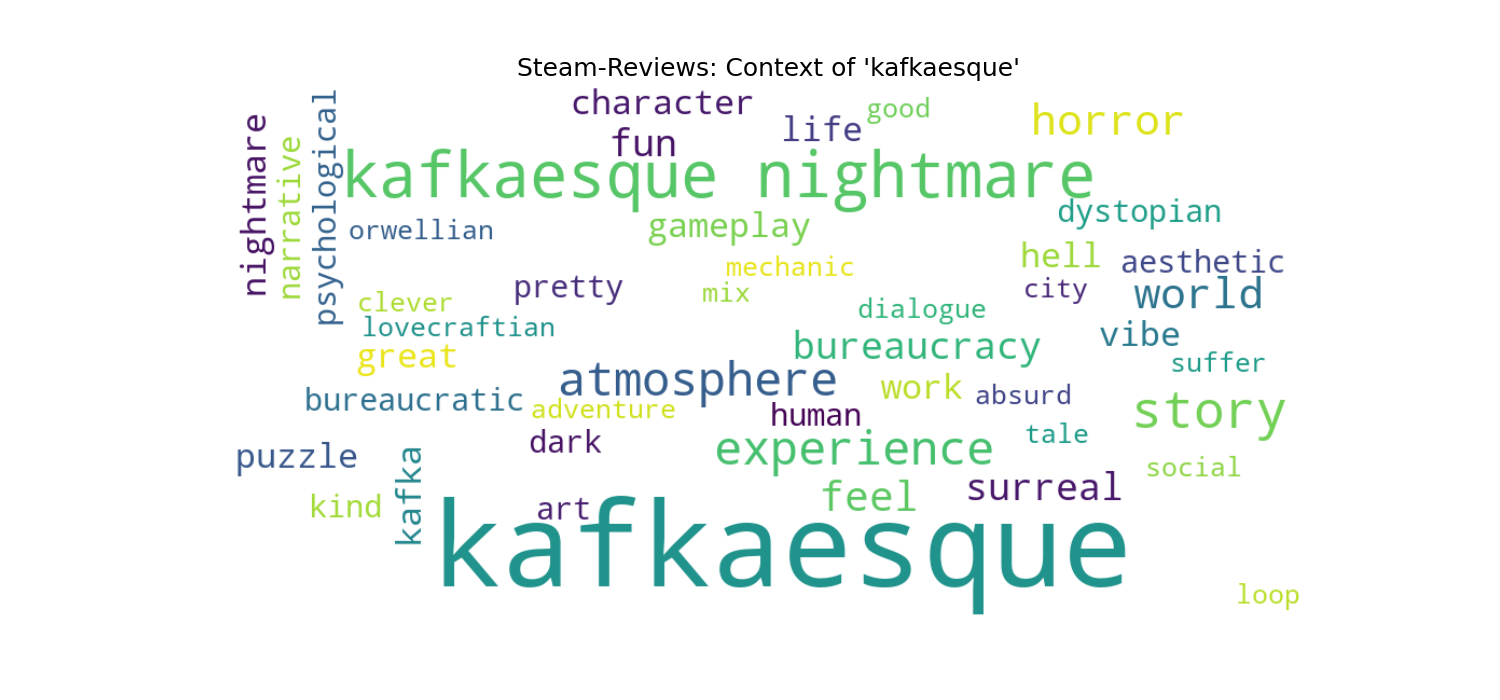 Steam-Reviews: Context of 'kafkaesque'
character
good
life
horror
fun
kafkaesque nightmare
nightmare
narrative
psychological
dystopian
orwellian
gameplay
hell
aesthetic
mechanic
pretty
mix
city
world
clever
dialogue
lovecraftian
vibe
bureaucracy
great
suffer
atmosphere
work
absurd
bureaucratic
adventure
human
story
dark
experience
tale
puzzle
social
kind
kafka
art
feel
surreal
kafkaesque
loop